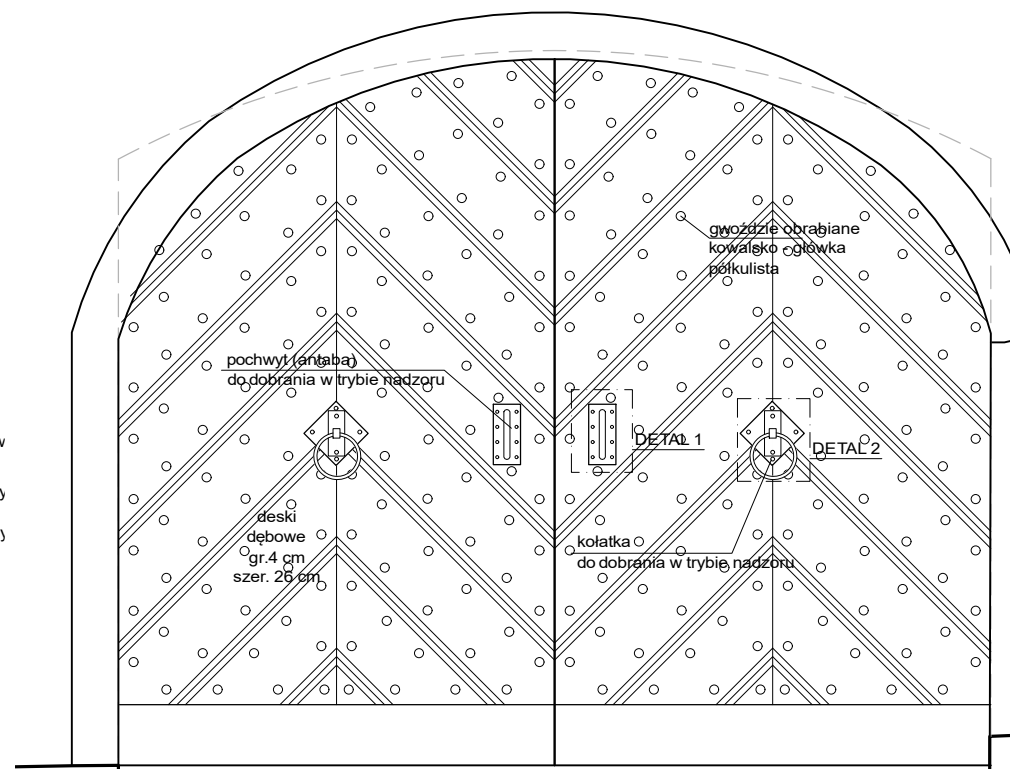 gwoździe obrabiane
kowalsko - główka
półkulista
pochwyt (antaba)
do dobrania w trybie nadzoru
DETAL 1
DETAL 2
deski
dębowe
gr.4 cm
szer. 26 cm
kołatka
do dobrania w trybie nadzoru